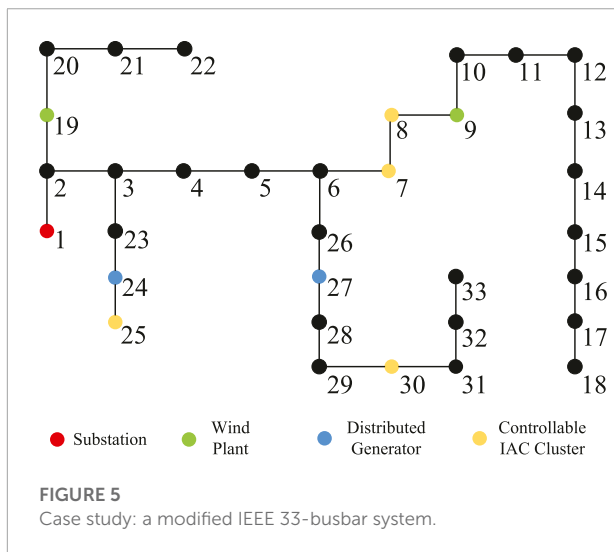 20 21 22
10 11 12
19
8 9
13
2 3 4 5 6 7
14
1
23
26
15
24
27
33
16
25
28
32
17
29 30 31
18
Substation
Wind
Plant
Distributed
Generator
Controllable
IAC Cluster
FIGURE 5
Case study: a modified IEEE 33-busbar system.